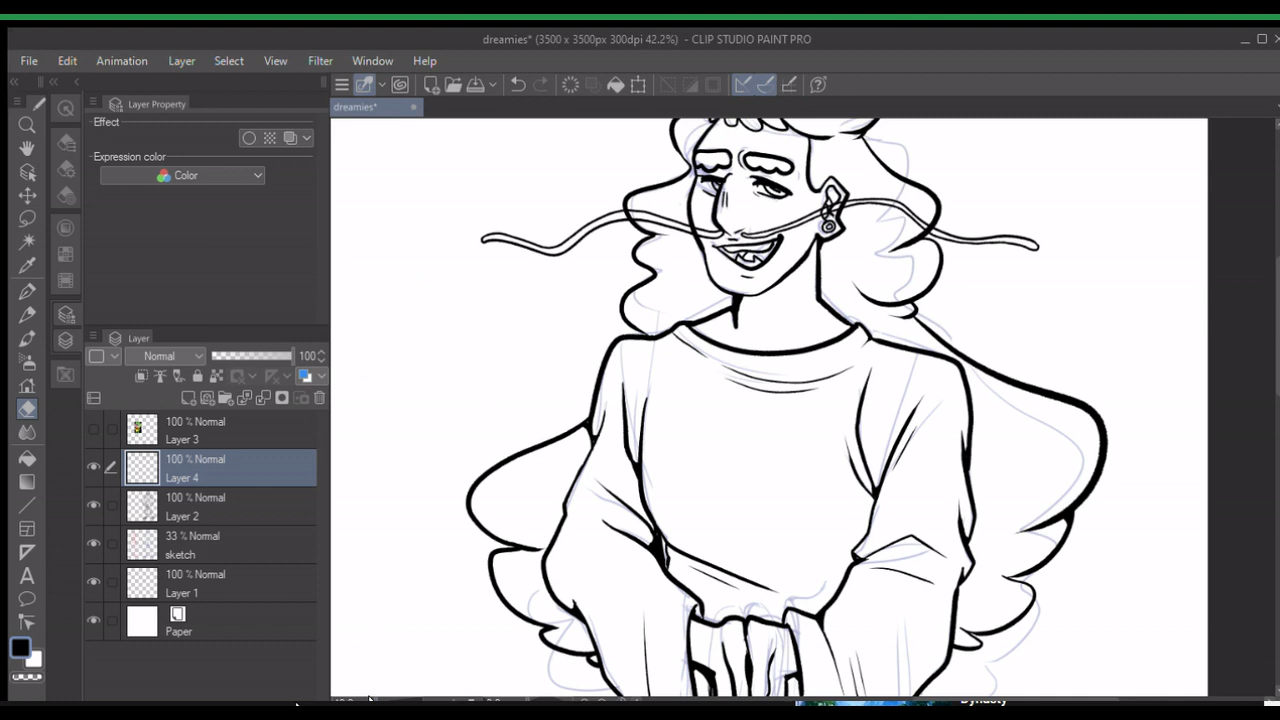 dreamies* (3500 x 3500px 300dpi 42.2%) - CLIP STUDIO PAINT PRO
File Edit Animation Layer Select View Filter Window Help
dreamies*
Layer Property
Effect
Expression color
Color
Layer
Normal 100
100 % Normal
Layer 3
100 % Normal
Layer 4
100 % Normal
Layer 2
33 % Normal
sketch
100 % Normal
Layer 1
Paper
Dynasty